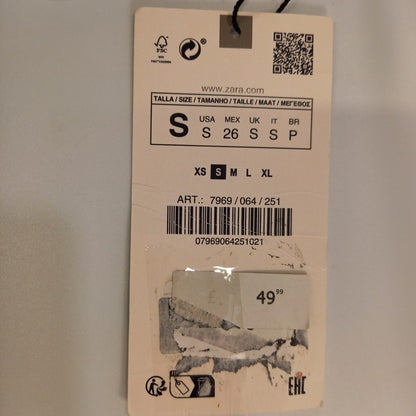 FSC
www.zara.com
TALLA / SIZE / TAMANHO / TAILLE / MAAT / ΜΕΓΕΘΟΣ
S USA MEX UK IT BR
S 26 S S P
XS S M L XL
ART.: 7969 / 064 / 251
07969064251021
£ 49.99
EAC